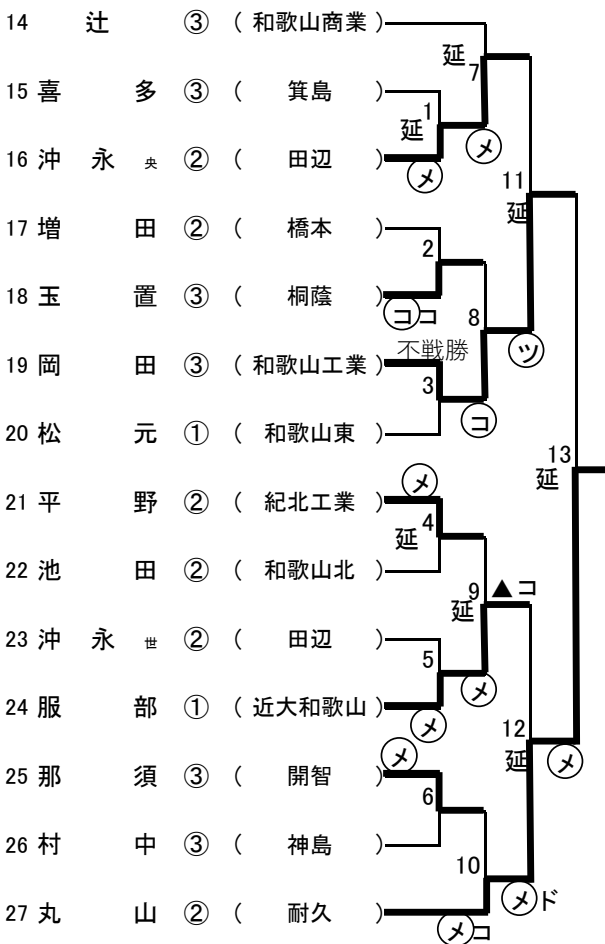 14 辻 ③ ( 和歌山商業 )
延
7
15 喜 多 ③ ( 箕島 )
1
延
メ
16 沖 永 央 ② ( 田辺 )
メ
11
延
17 増 田 ② ( 橋本 )
2
18 玉 置 ③ ( 桐蔭 )
ココ
8
不戦勝
ツ
19 岡 田 ③ ( 和歌山工業 )
3
コ
20 松 元 ① ( 和歌山東 )
13
延
メ
21 平 野 ② ( 紀北工業 )
4
延
22 池 田 ② ( 和歌山北 )
9
▲コ
延
23 沖 永 世 ② ( 田辺 )
5
メ
24 服 部 ① ( 近大和歌山 )
メ
12
延
メ
メ
25 那 須 ③ ( 開智 )
6
26 村 中 ③ ( 神島 )
10
メド
27 丸 山 ② ( 耐久 )
メコ